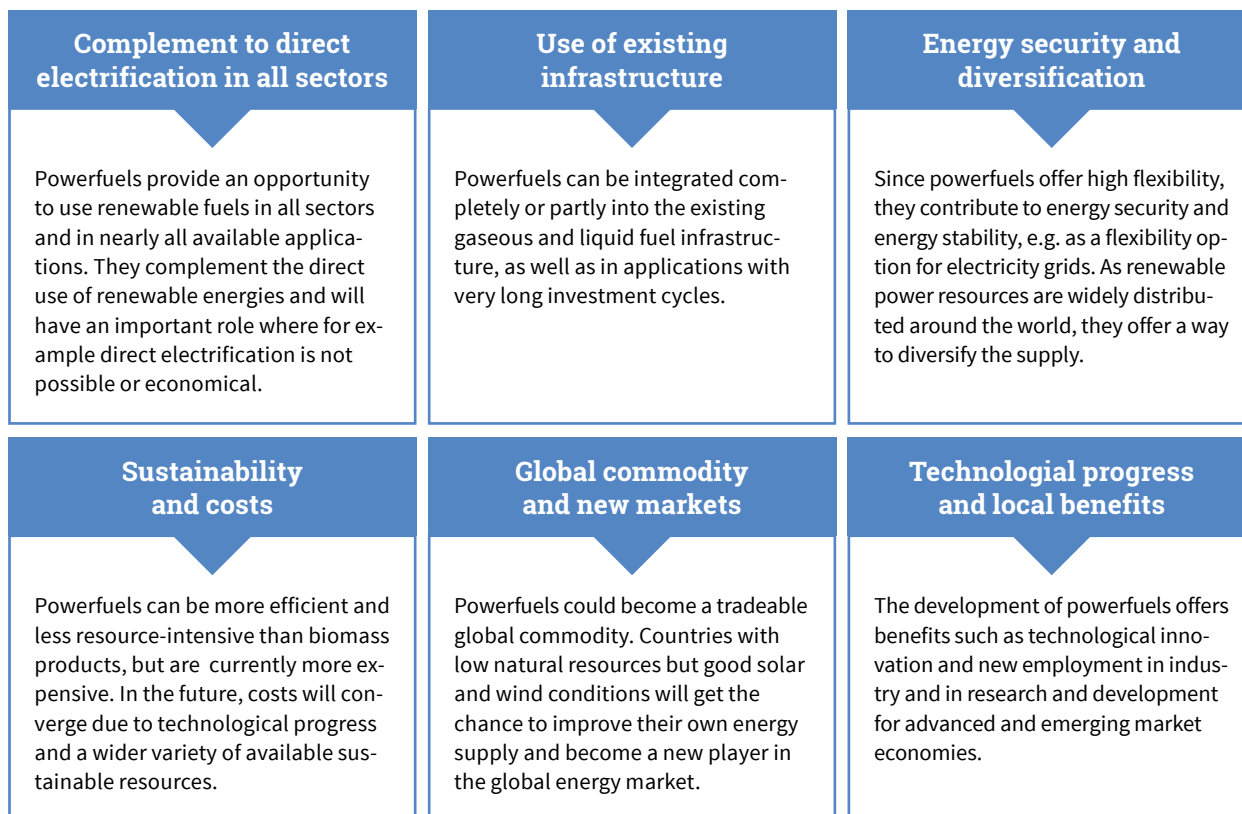 Complement to direct
electrification in all sectors
Powerfuels provide an opportunity
to use renewable fuels in all sectors
and in nearly all available applica-
tions. They complement the direct
use of renewable energies and will
have an important role where for ex-
ample direct electrification is not
possible or economical.
Use of existing
infrastructure
Powerfuels can be integrated com-
pletely or partly into the existing
gaseous and liquid fuel infrastruc-
ture, as well as in applications with
very long investment cycles.
Energy security and
diversification
Since powerfuels offer high flexibility,
they contribute to energy security and
energy stability, e.g. as a flexibility op-
tion for electricity grids. As renewable
power resources are widely distribu-
ted around the world, they offer a way
to diversify the supply.
Sustainability
and costs
Powerfuels can be more efficient and
less resource-intensive than biomass
products, but are currently more ex-
pensive. In the future, costs will con-
verge due to technological progress
and a wider variety of available sus-
tainable resources.
Global commodity
and new markets
Powerfuels could become a tradeable
global commodity. Countries with
low natural resources but good solar
and wind conditions will get the
chance to improve their own energy
supply and become a new player in
the global energy market.
Technologial progress
and local benefits
The development of powerfuels offers
benefits such as technological inno-
vation and new employment in indus-
try and in research and development
for advanced and emerging market
economies.